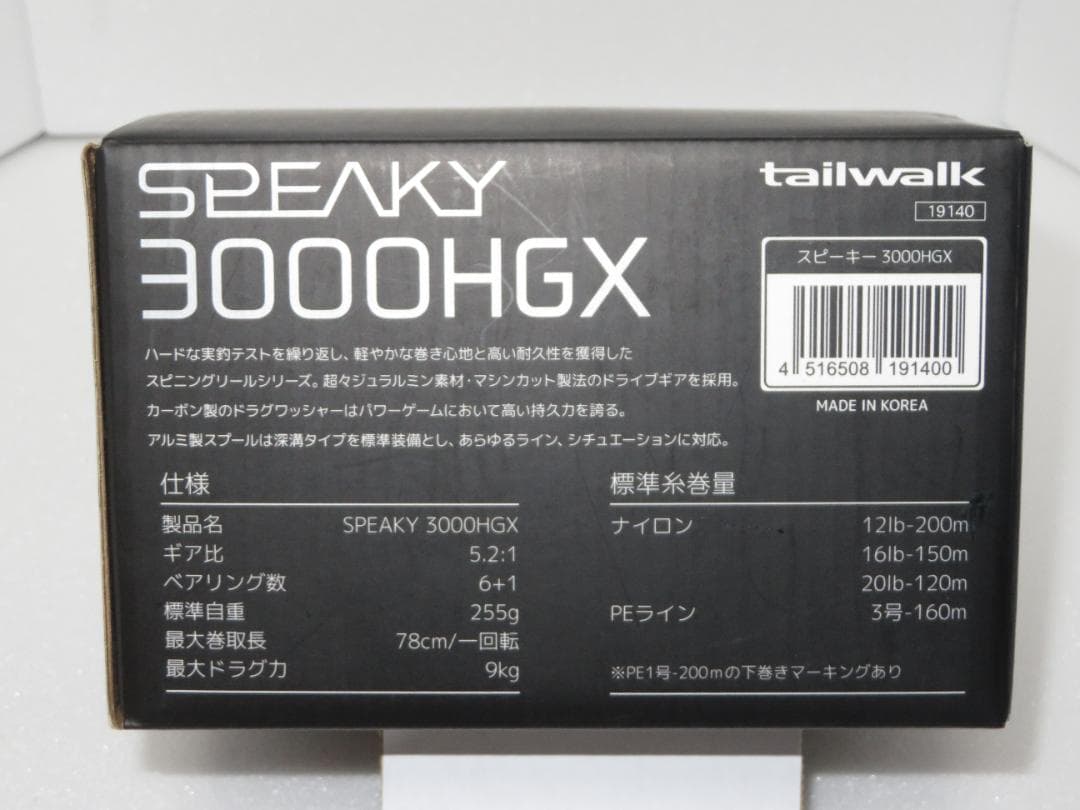 SPEAKY
3000HGX
tailwalk
19140
スピーキー 3000HGX
4 516508 191400
MADE IN KOREA
ハードな実釣テストを繰り返し、軽やかな巻き心地と高い耐久性を獲得した
スピニングリールシリーズ。超々ジュラルミン素材・マシンカット製法のドライブギアを採用。
カーボン製のドラグワッシャーはパワーゲームにおいて高い持久力を誇る。
アルミ製スプールは深溝タイプを標準装備とし、あらゆるライン、シチュエーションに対応。
仕様
製品名 SPEAKY 3000HGX
ギア比 5.2:1
ベアリング数 6+1
標準自重 255g
最大巻取長 78cm/一回転
最大ドラグ力 9kg
標準糸巻量
ナイロン 12lb-200m
16lb-150m
20lb-120m
PEライン 3号-160m
※PE1号-200mの下巻きマーキングあり